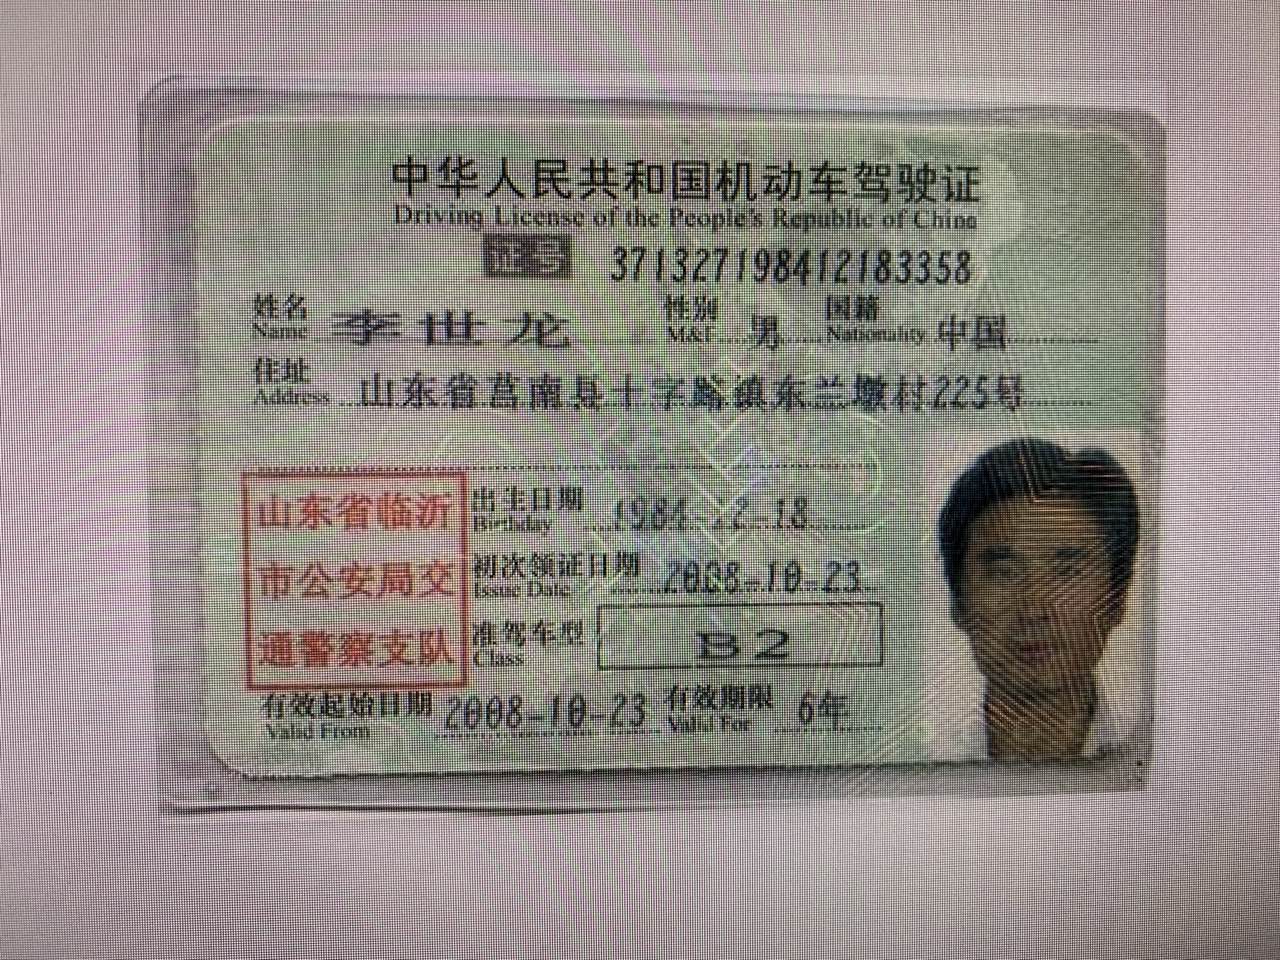 中华人民共和国机动车驾驶证
Driving License of the People's Republic of China
证号 371327198412183358
姓名 李世龙 性别 男 国籍 中国
Name M&F Nationality
住址 山东省莒南县十字路镇东兰墩村225号
Address
山东省临沂
市公安局交
通警察支队
出生日期 1984-12-18
Birthday
初次领证日期 2008-10-23
Issue Date
准驾车型 B2
Class
有效起始日期 2008-10-23 有效期限 6年
Valid From Valid For